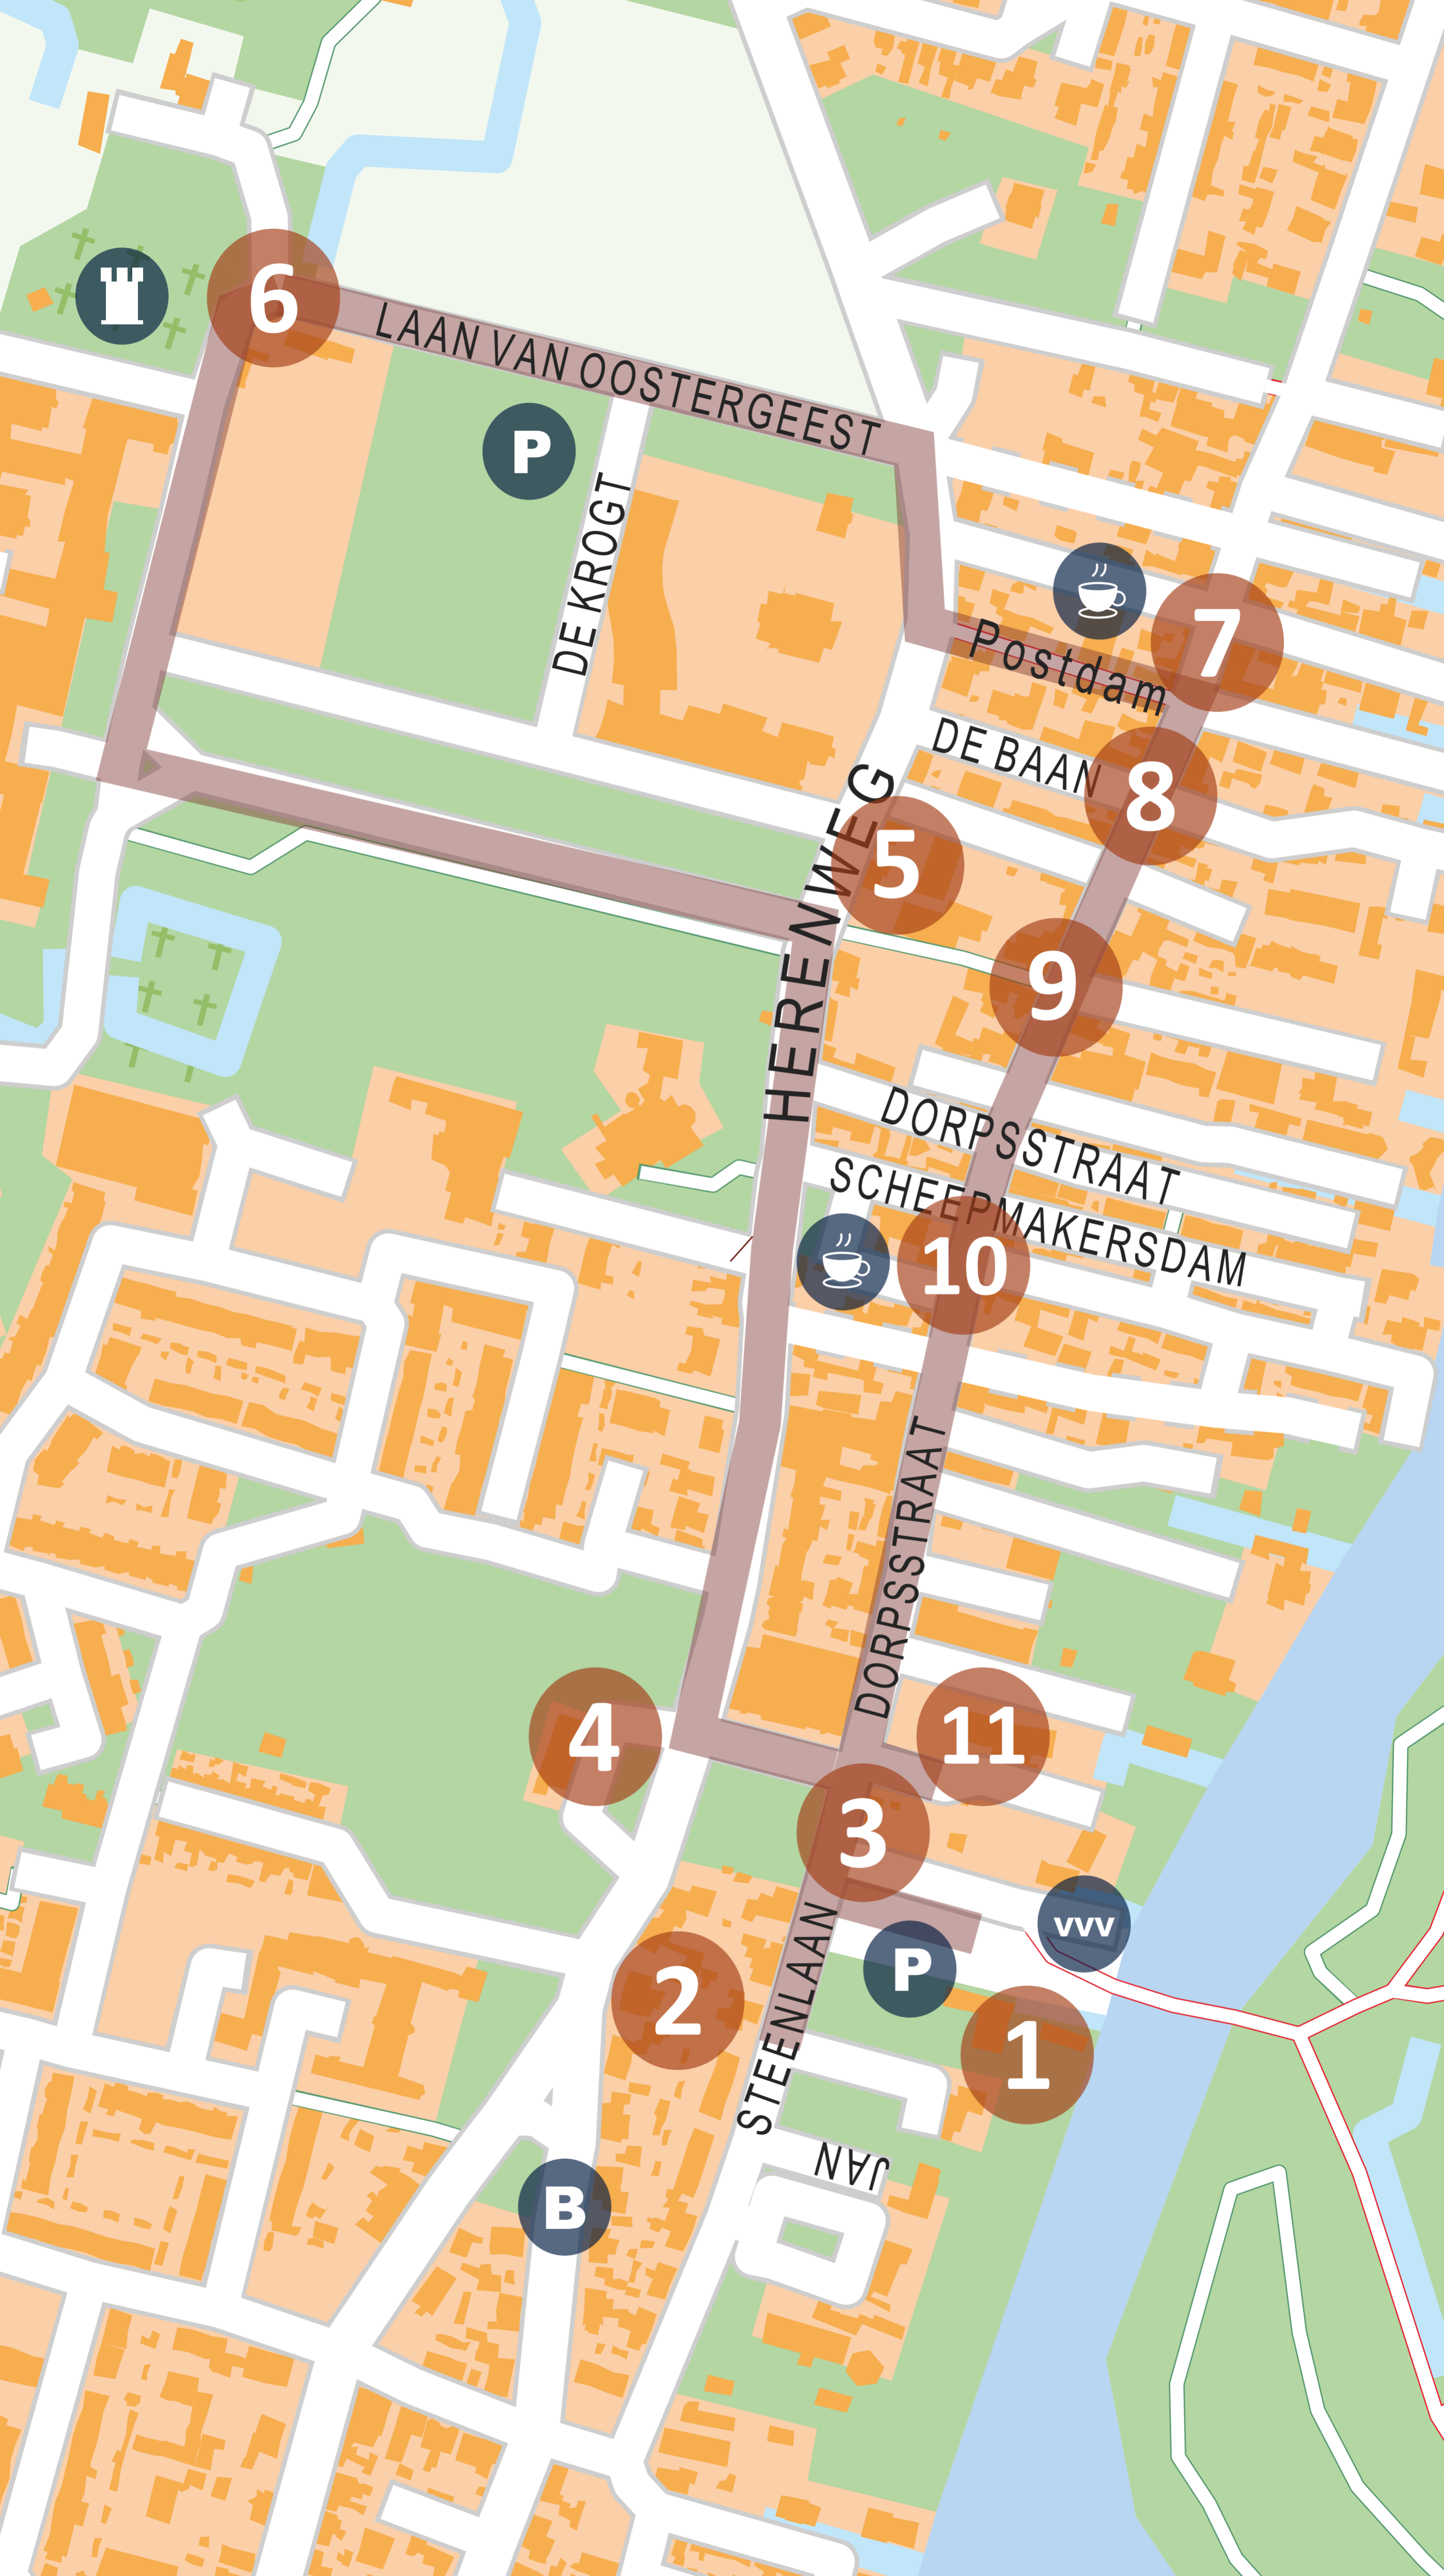 6
LAAN VAN OOSTERGEEST
P
DE KROGT
7
Postdam
DE BAAN
8
HERENWEG
5
9
DORPSSTRAAT
SCHEEPMAKERSDAM
10
DORPSSTRAAT
4
11
3
vvv
STEENLAAN
P
2
1
JAN
B